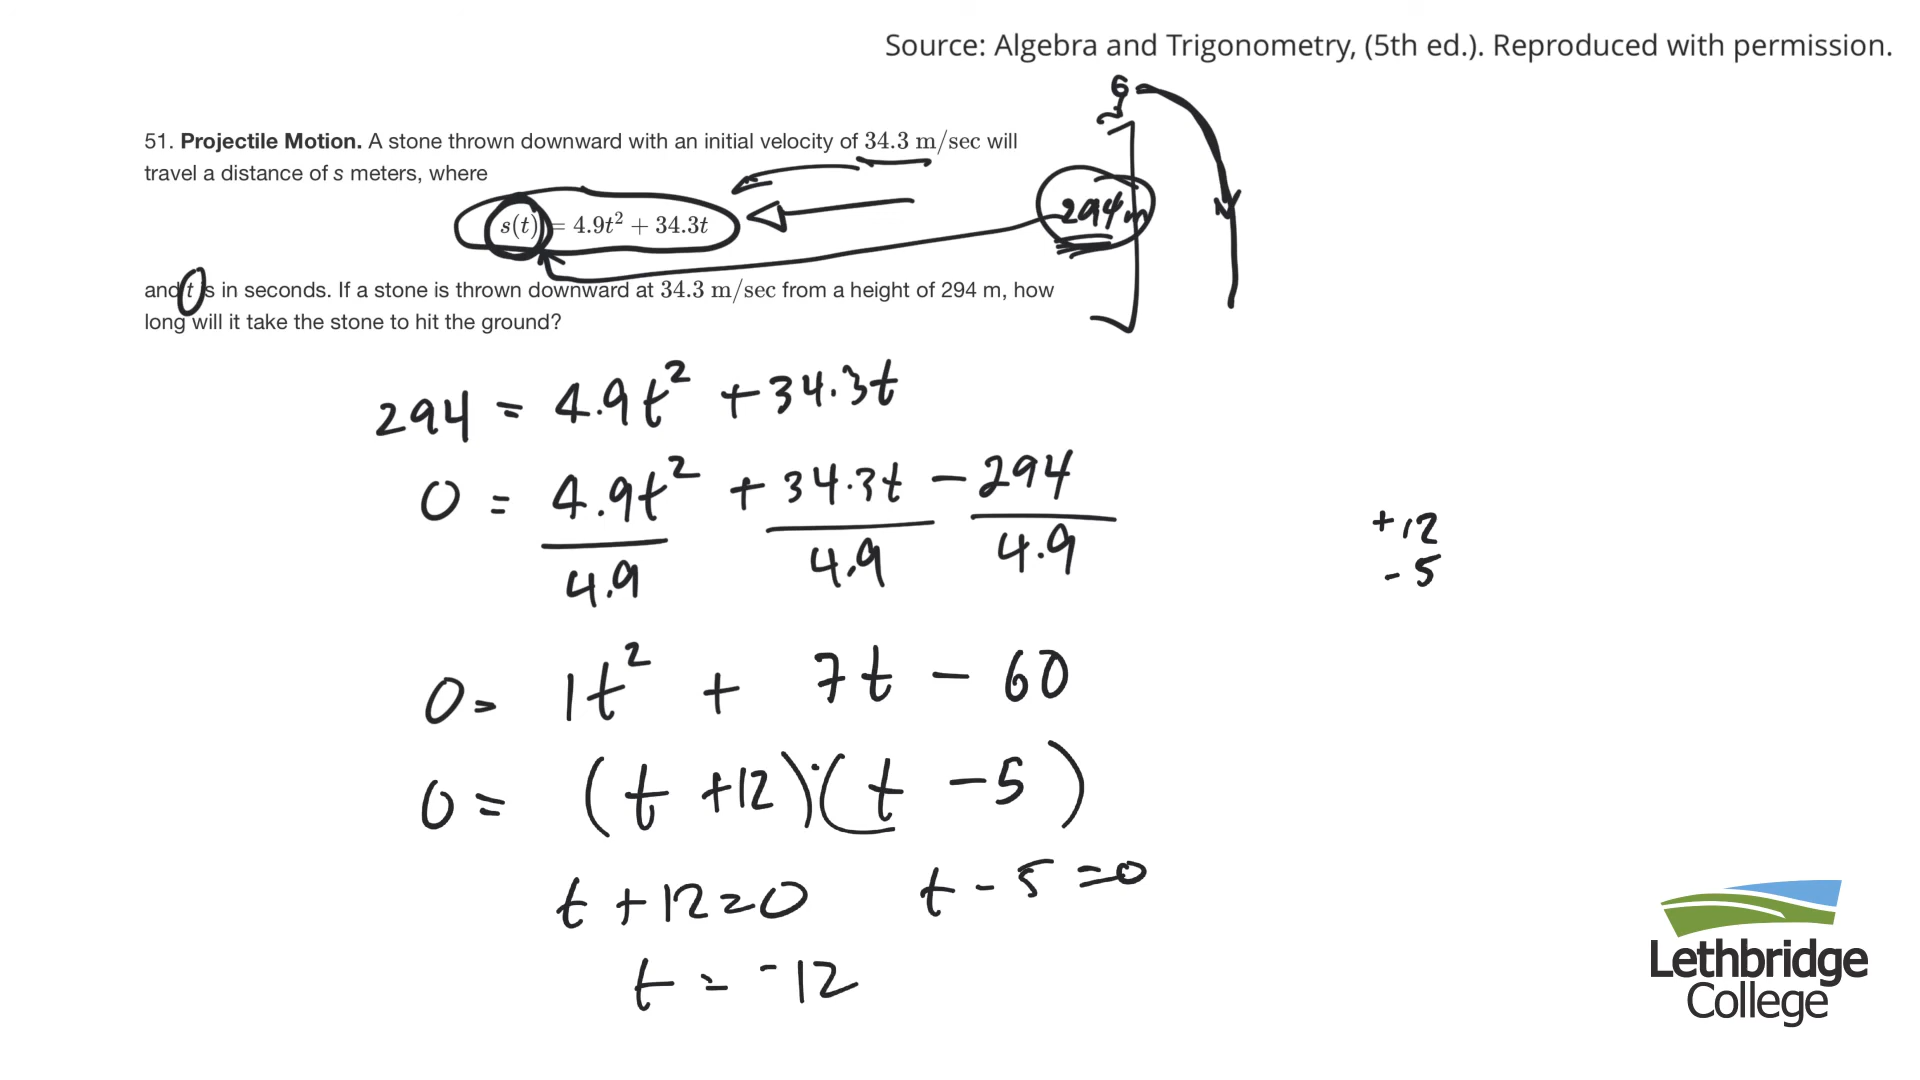 Source: Algebra and Trigonometry, (5th ed.). Reproduced with permission.
51. Projectile Motion. A stone thrown downward with an initial velocity of 34.3 m/sec will
travel a distance of s meters, where
s(t) = 4.9t² + 34.3t
294m
and t is in seconds. If a stone is thrown downward at 34.3 m/sec from a height of 294 m, how
long will it take the stone to hit the ground?
294 = 4.9t² + 34.3t
0 = 4.9t²/4.9 + 34.3t/4.9 - 294/4.9
+12
-5
0 = 1t² + 7t - 60
0 = (t +12)·(t -5)
t +12=0 t - 5 =0
t = -12
Lethbridge
College